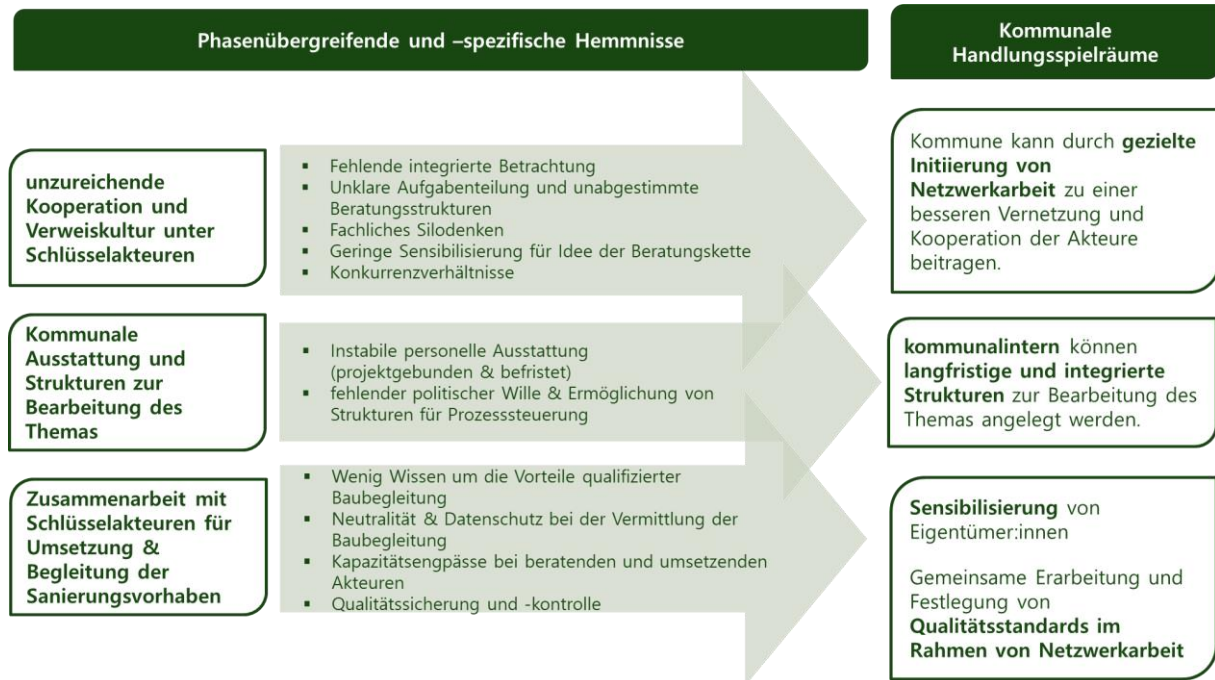 Phasenübergreifende und –spezifische Hemmnisse
Kommunale
Handlungsspielräume
unzureichende
Kooperation und
Verweiskultur unter
Schlüsselakteuren
▪ Fehlende integrierte Betrachtung
▪ Unklare Aufgabenteilung und unabgestimmte
Beratungsstrukturen
▪ Fachliches Silodenken
▪ Geringe Sensibilisierung für Idee der Beratungskette
▪ Konkurrenzverhältnisse
Kommune kann durch gezielte
Initiierung von
Netzwerkarbeit zu einer
besseren Vernetzung und
Kooperation der Akteure
beitragen.
Kommunale
Ausstattung und
Strukturen zur
Bearbeitung des
Themas
▪ Instabile personelle Ausstattung
(projektgebunden & befristet)
▪ fehlender politischer Wille & Ermöglichung von
Strukturen für Prozesssteuerung
kommunalintern können
langfristige und integrierte
Strukturen zur Bearbeitung des
Themas angelegt werden.
Zusammenarbeit mit
Schlüsselakteuren für
Umsetzung &
Begleitung der
Sanierungsvorhaben
▪ Wenig Wissen um die Vorteile qualifizierter
Baubegleitung
▪ Neutralität & Datenschutz bei der Vermittlung der
Baubegleitung
▪ Kapazitätsengpässe bei beratenden und umsetzenden
Akteuren
▪ Qualitätssicherung und -kontrolle
Sensibilisierung von
Eigentümer:innen
Gemeinsame Erarbeitung und
Festlegung von
Qualitätsstandards im
Rahmen von Netzwerkarbeit